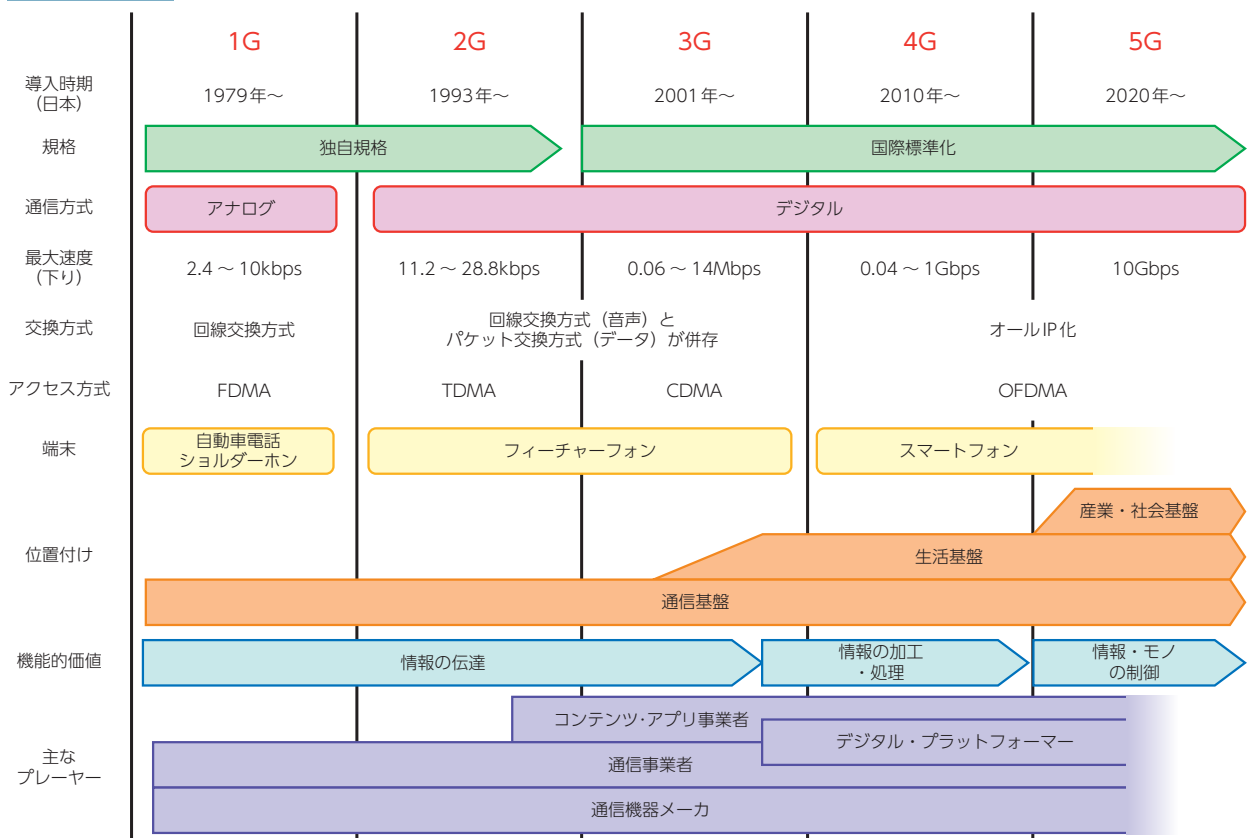 1G
2G
3G
4G
5G
導入時期
（日本）
1979年～
1993年～
2001年～
2010年～
2020年～
規格
独自規格
国際標準化
通信方式
アナログ
デジタル
最大速度
（下り）
2.4 ～ 10kbps
11.2 ～ 28.8kbps
0.06 ～ 14Mbps
0.04 ～ 1Gbps
10Gbps
交換方式
回線交換方式
回線交換方式（音声）と
パケット交換方式（データ）が併存
オールIP化
アクセス方式
FDMA
TDMA
CDMA
OFDMA
端末
自動車電話
ショルダーホン
フィーチャーフォン
スマートフォン
位置付け
産業・社会基盤
生活基盤
通信基盤
機能的価値
情報の伝達
情報の加工
・処理
情報・モノ
の制御
主な
プレーヤー
コンテンツ・アプリ事業者
デジタル・プラットフォーマー
通信事業者
通信機器メーカ